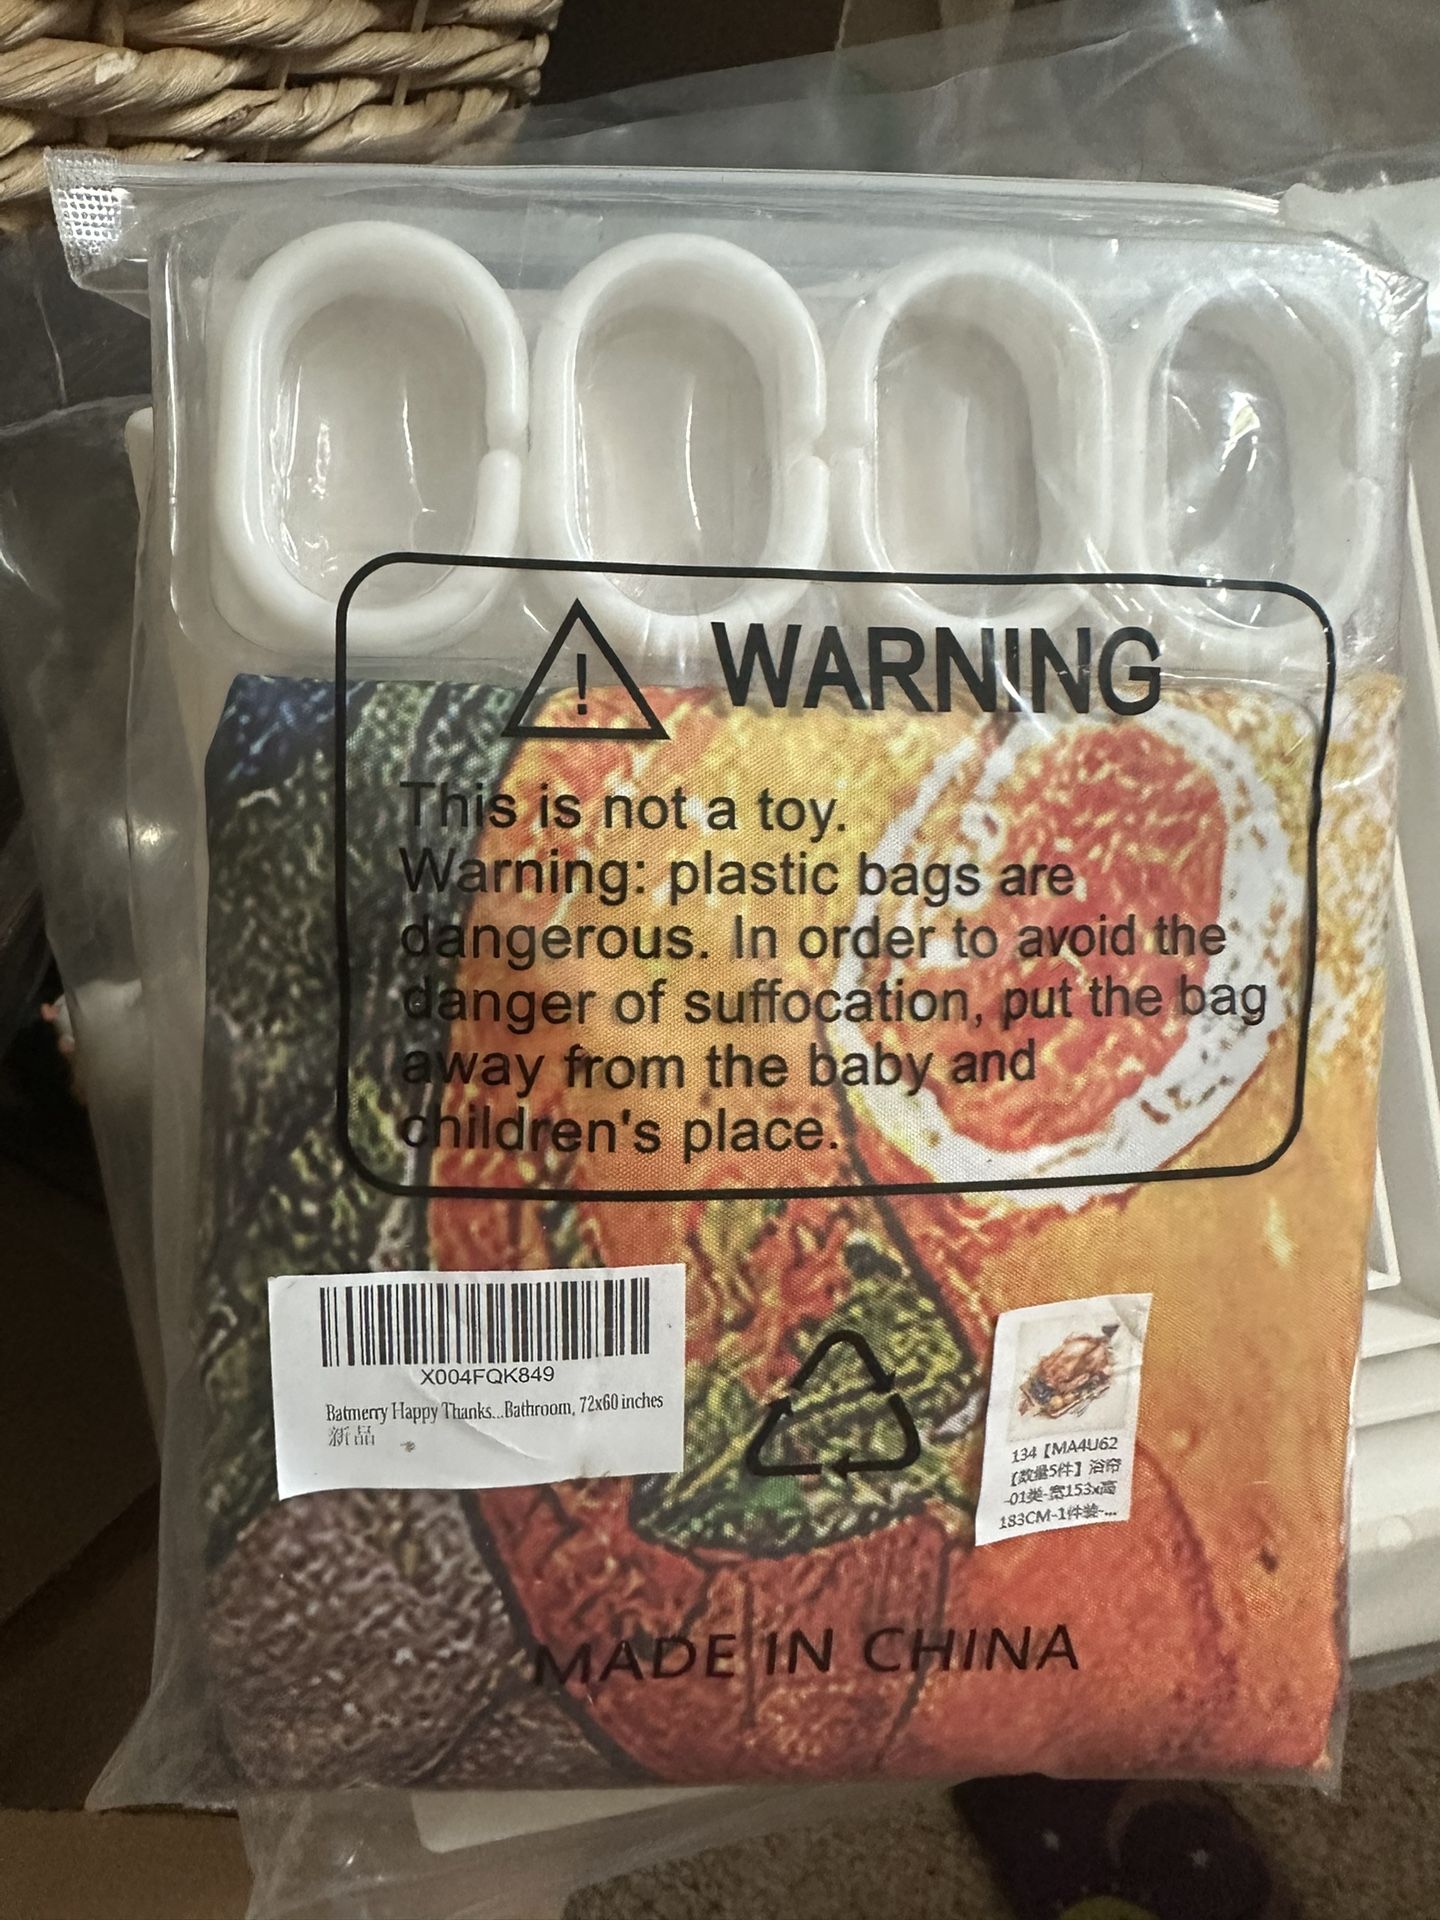 ! WARNING
This is not a toy.
Warning: plastic bags are
dangerous. In order to avoid the
danger of suffocation, put the bag
away from the baby and
children's place.
X004FQK849
Batmerry Happy Thanks...Bathroom, 72x60 inches
新品
134【MA4U62
【数量5件】浴帘
-01类-宽153x高
183CM-1件装-...
MADE IN CHINA